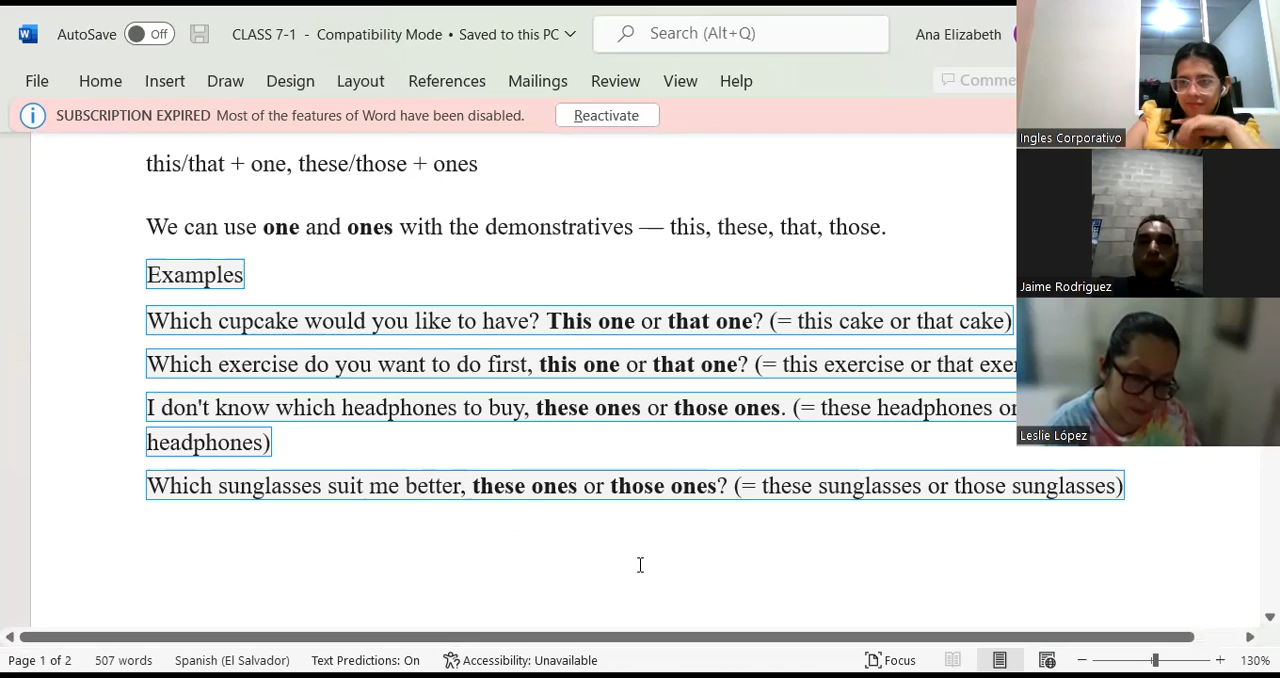 AutoSave Off CLASS 7-1 - Compatibility Mode • Saved to this PC Search (Alt+Q) Ana Elizabeth
File Home Insert Draw Design Layout References Mailings Review View Help Comme
SUBSCRIPTION EXPIRED Most of the features of Word have been disabled. Reactivate
Ingles Corporativo
this/that + one, these/those + ones
We can use one and ones with the demonstratives — this, these, that, those.
Examples
Jaime Rodriguez
Which cupcake would you like to have? This one or that one? (= this cake or that cake)
Which exercise do you want to do first, this one or that one? (= this exercise or that exer
I don't know which headphones to buy, these ones or those ones. (= these headphones or
headphones)
Leslie López
Which sunglasses suit me better, these ones or those ones? (= these sunglasses or those sunglasses)
Page 1 of 2 507 words Spanish (El Salvador) Text Predictions: On Accessibility: Unavailable Focus 130%